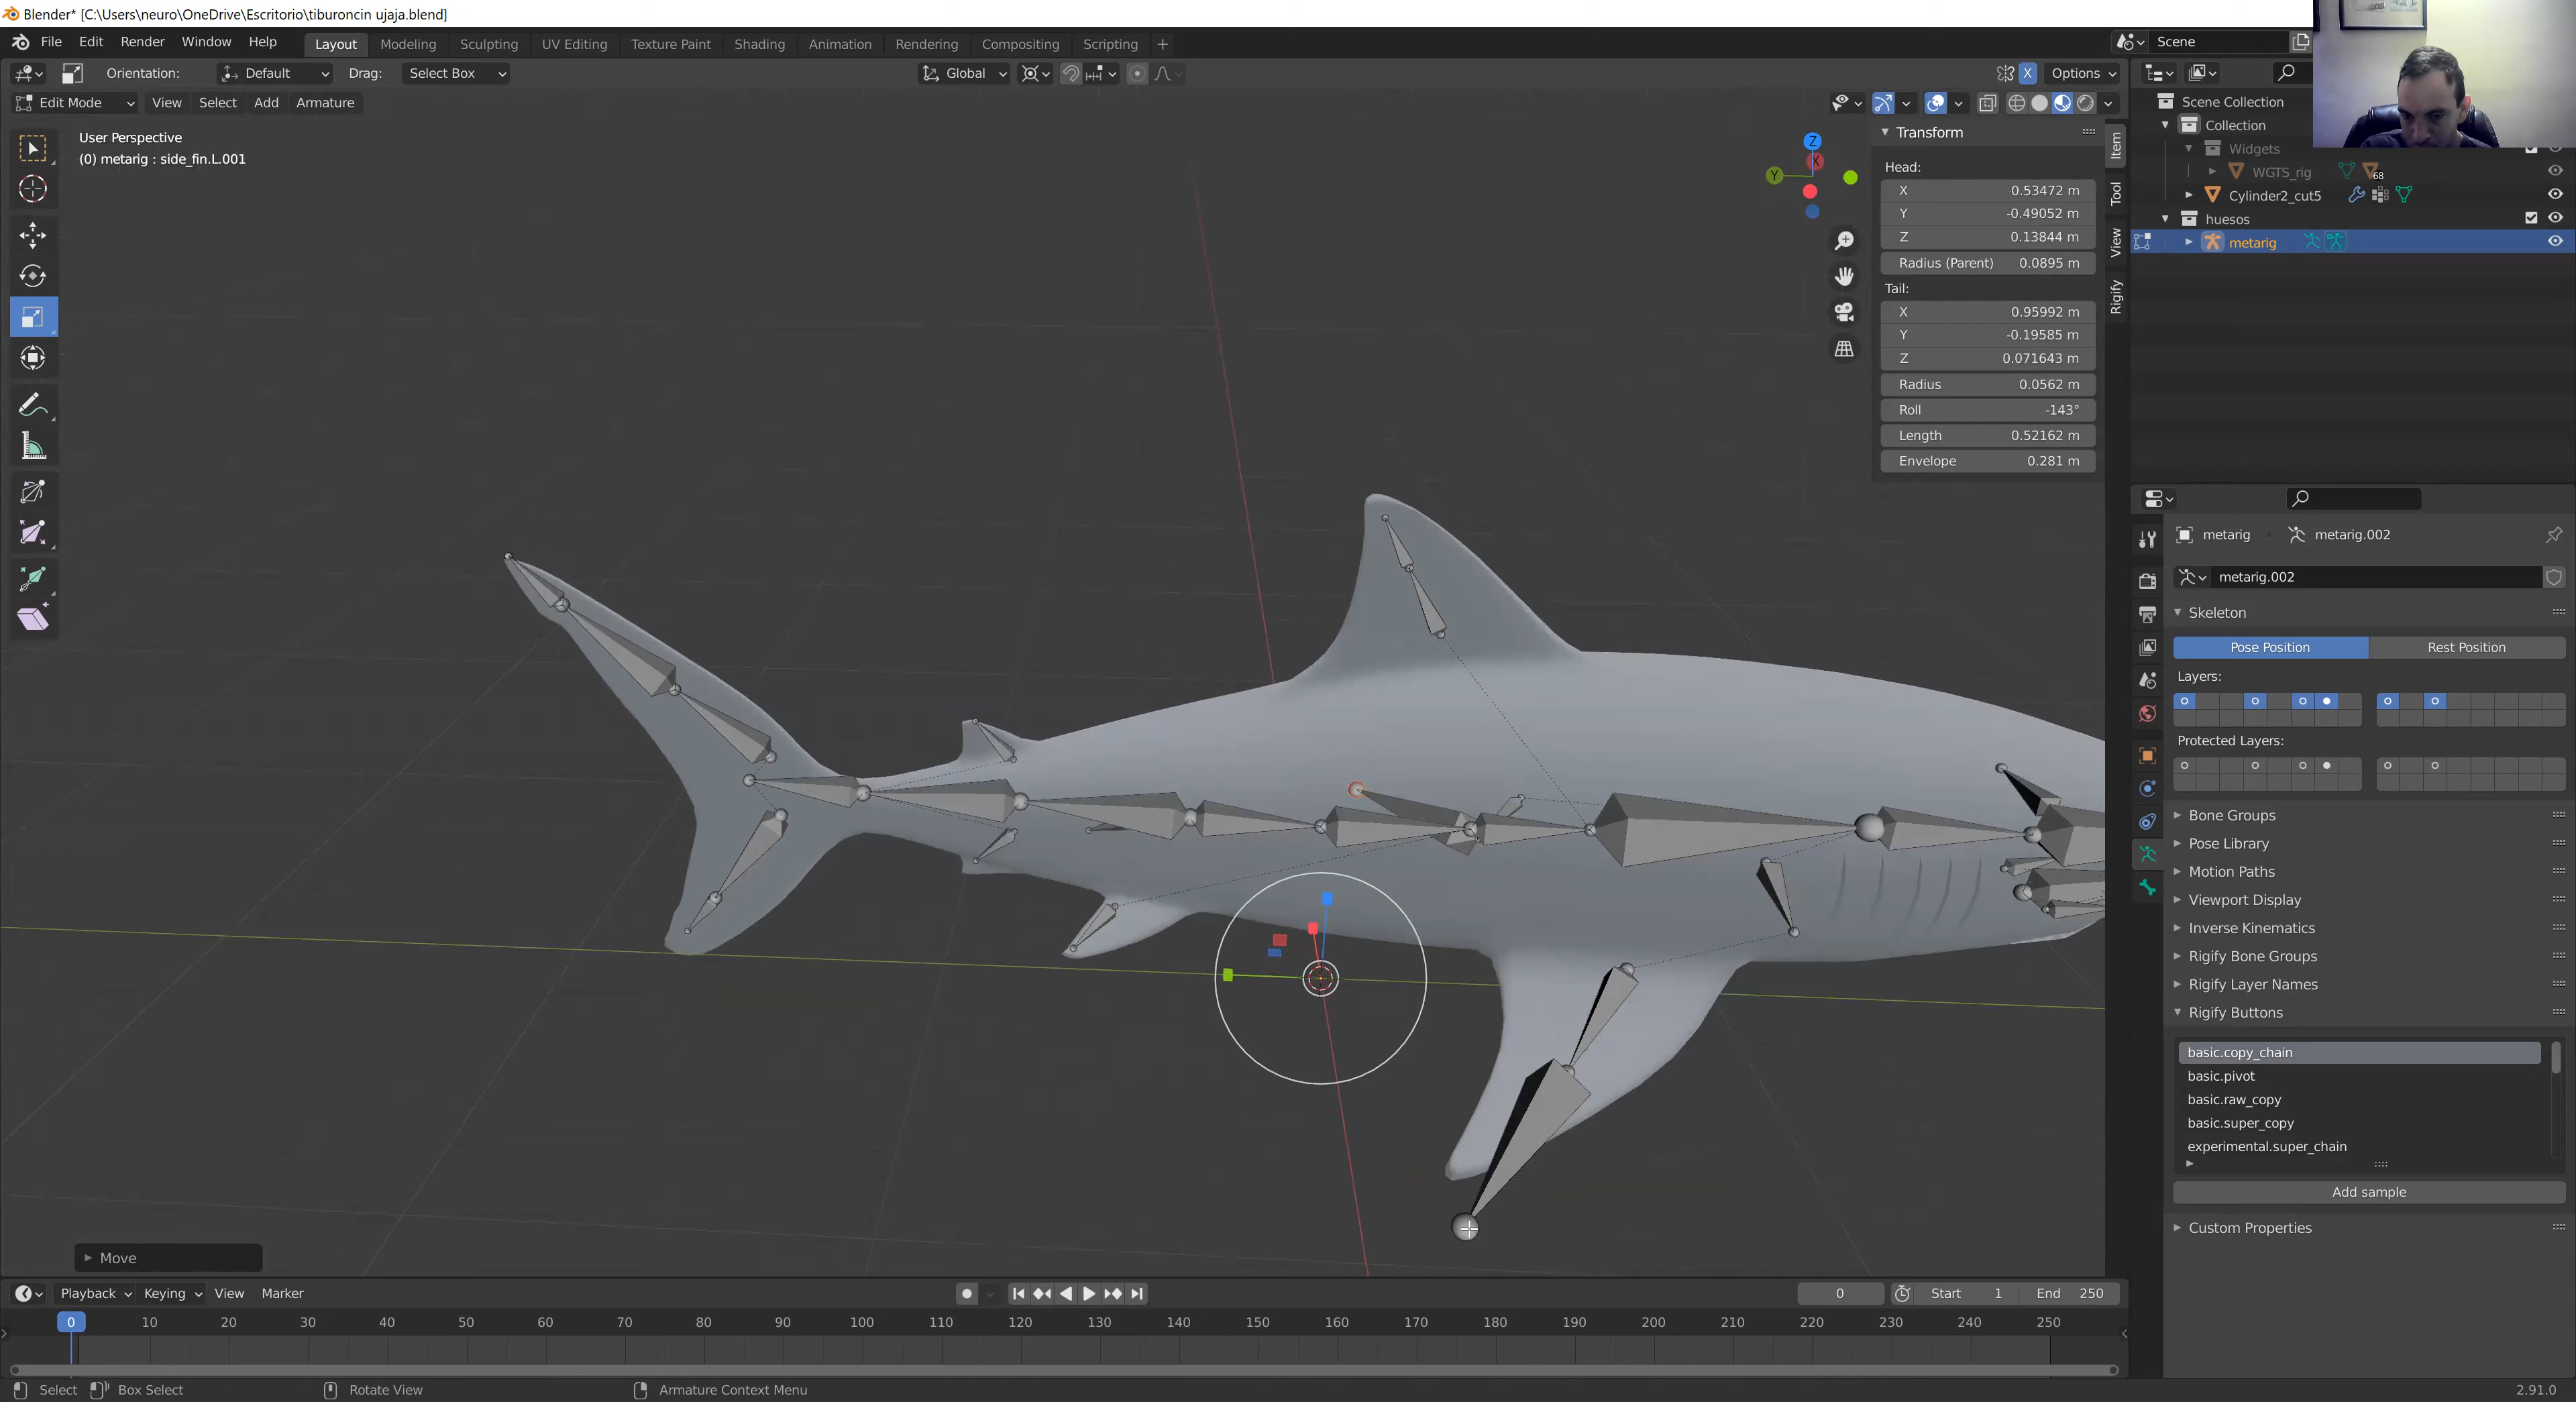 Blender* [C:\Users\neuro\OneDrive\Escritorio\tiburoncin ujaja.blend]
File Edit Render Window Help Layout Modeling Sculpting UV Editing Texture Paint Shading Animation Rendering Compositing Scripting + Scene
Orientation: Default Drag: Select Box Global X Options
Edit Mode View Select Add Armature
User Perspective
(0) metarig : side_fin.L.001
Z
X
Y
Transform
Head:
X 0.53472 m
Y -0.49052 m
Z 0.13844 m
Radius (Parent) 0.0895 m
Tail:
X 0.95992 m
Y -0.19585 m
Z 0.071643 m
Radius 0.0562 m
Roll -143°
Length 0.52162 m
Envelope 0.281 m
Item
Tool
View
Rigify
Scene Collection
Collection
Widgets
WGTS_rig 68
Cylinder2_cut5
huesos
metarig
metarig metarig.002
metarig.002
Skeleton
Pose Position Rest Position
Layers:
Protected Layers:
Bone Groups
Pose Library
Motion Paths
Viewport Display
Inverse Kinematics
Rigify Bone Groups
Rigify Layer Names
Rigify Buttons
basic.copy_chain
basic.pivot
basic.raw_copy
basic.super_copy
experimental.super_chain
Add sample
Custom Properties
Move
Playback Keying View Marker 0 Start 1 End 250
0 10 20 30 40 50 60 70 80 90 100 110 120 130 140 150 160 170 180 190 200 210 220 230 240 250
Select Box Select Rotate View Armature Context Menu 2.91.0